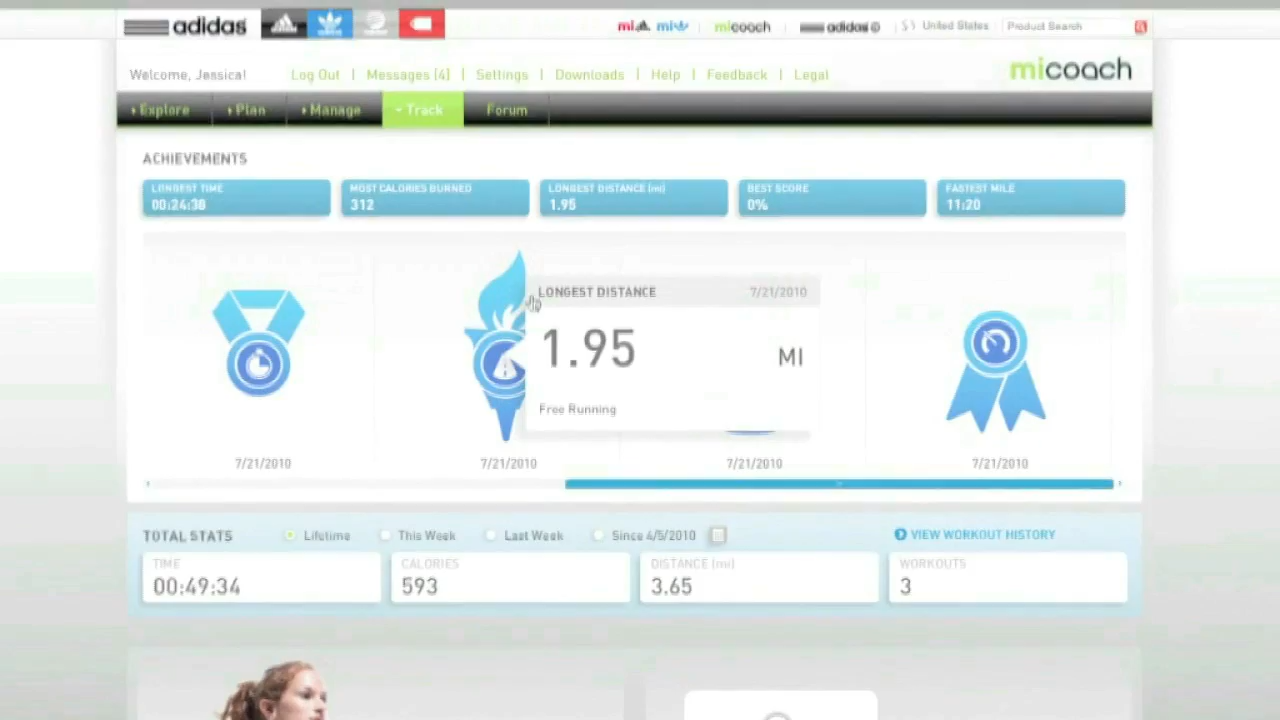 adidas
mi mi micoach adidas United States Product Search
Welcome, Jessica! Log Out | Messages [4] | Settings | Downloads | Help | Feedback | Legal
micoach
Explore Plan Manage Track Forum
ACHIEVEMENTS
LONGEST TIME MOST CALORIES BURNED LONGEST DISTANCE (mi) BEST SCORE FASTEST MILE
00:24:38 312 1.95 0% 11:20
LONGEST DISTANCE 7/21/2010
1.95 MI
Free Running
7/21/2010 7/21/2010 7/21/2010 7/21/2010
TOTAL STATS Lifetime This Week Last Week Since 4/5/2010 VIEW WORKOUT HISTORY
TIME CALORIES DISTANCE (mi) WORKOUTS
00:49:34 593 3.65 3